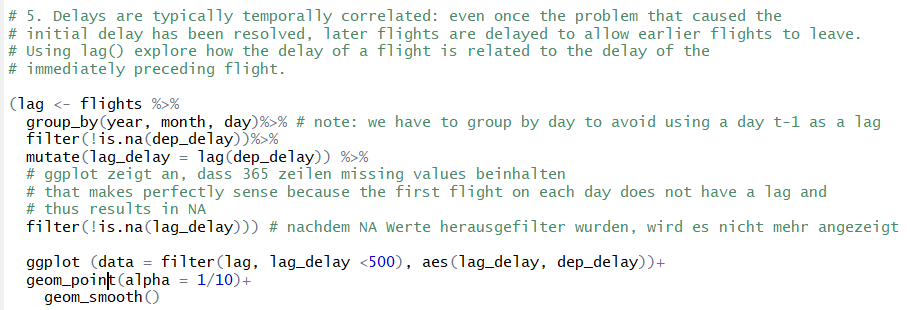 # 5. Delays are typically temporally correlated: even once the problem that caused the
# initial delay has been resolved, later flights are delayed to allow earlier flights to leave.
# Using lag() explore how the delay of a flight is related to the delay of the
# immediately preceding flight.
(lag <- flights %>%
group_by(year, month, day)%>% # note: we have to group by day to avoid using a day t-1 as a lag
filter(!is.na(dep_delay))%>%
mutate(lag_delay = lag(dep_delay)) %>%
# ggplot zeigt an, dass 365 zeilen missing values beinhalten
# that makes perfectly sense because the first flight on each day does not have a lag and
# thus results in NA
filter(!is.na(lag_delay))) # nachdem NA Werte herausgefilter wurden, wird es nicht mehr angezeigt
ggplot (data = filter(lag, lag_delay <500), aes(lag_delay, dep_delay))+
geom_point(alpha = 1/10)+
geom_smooth()